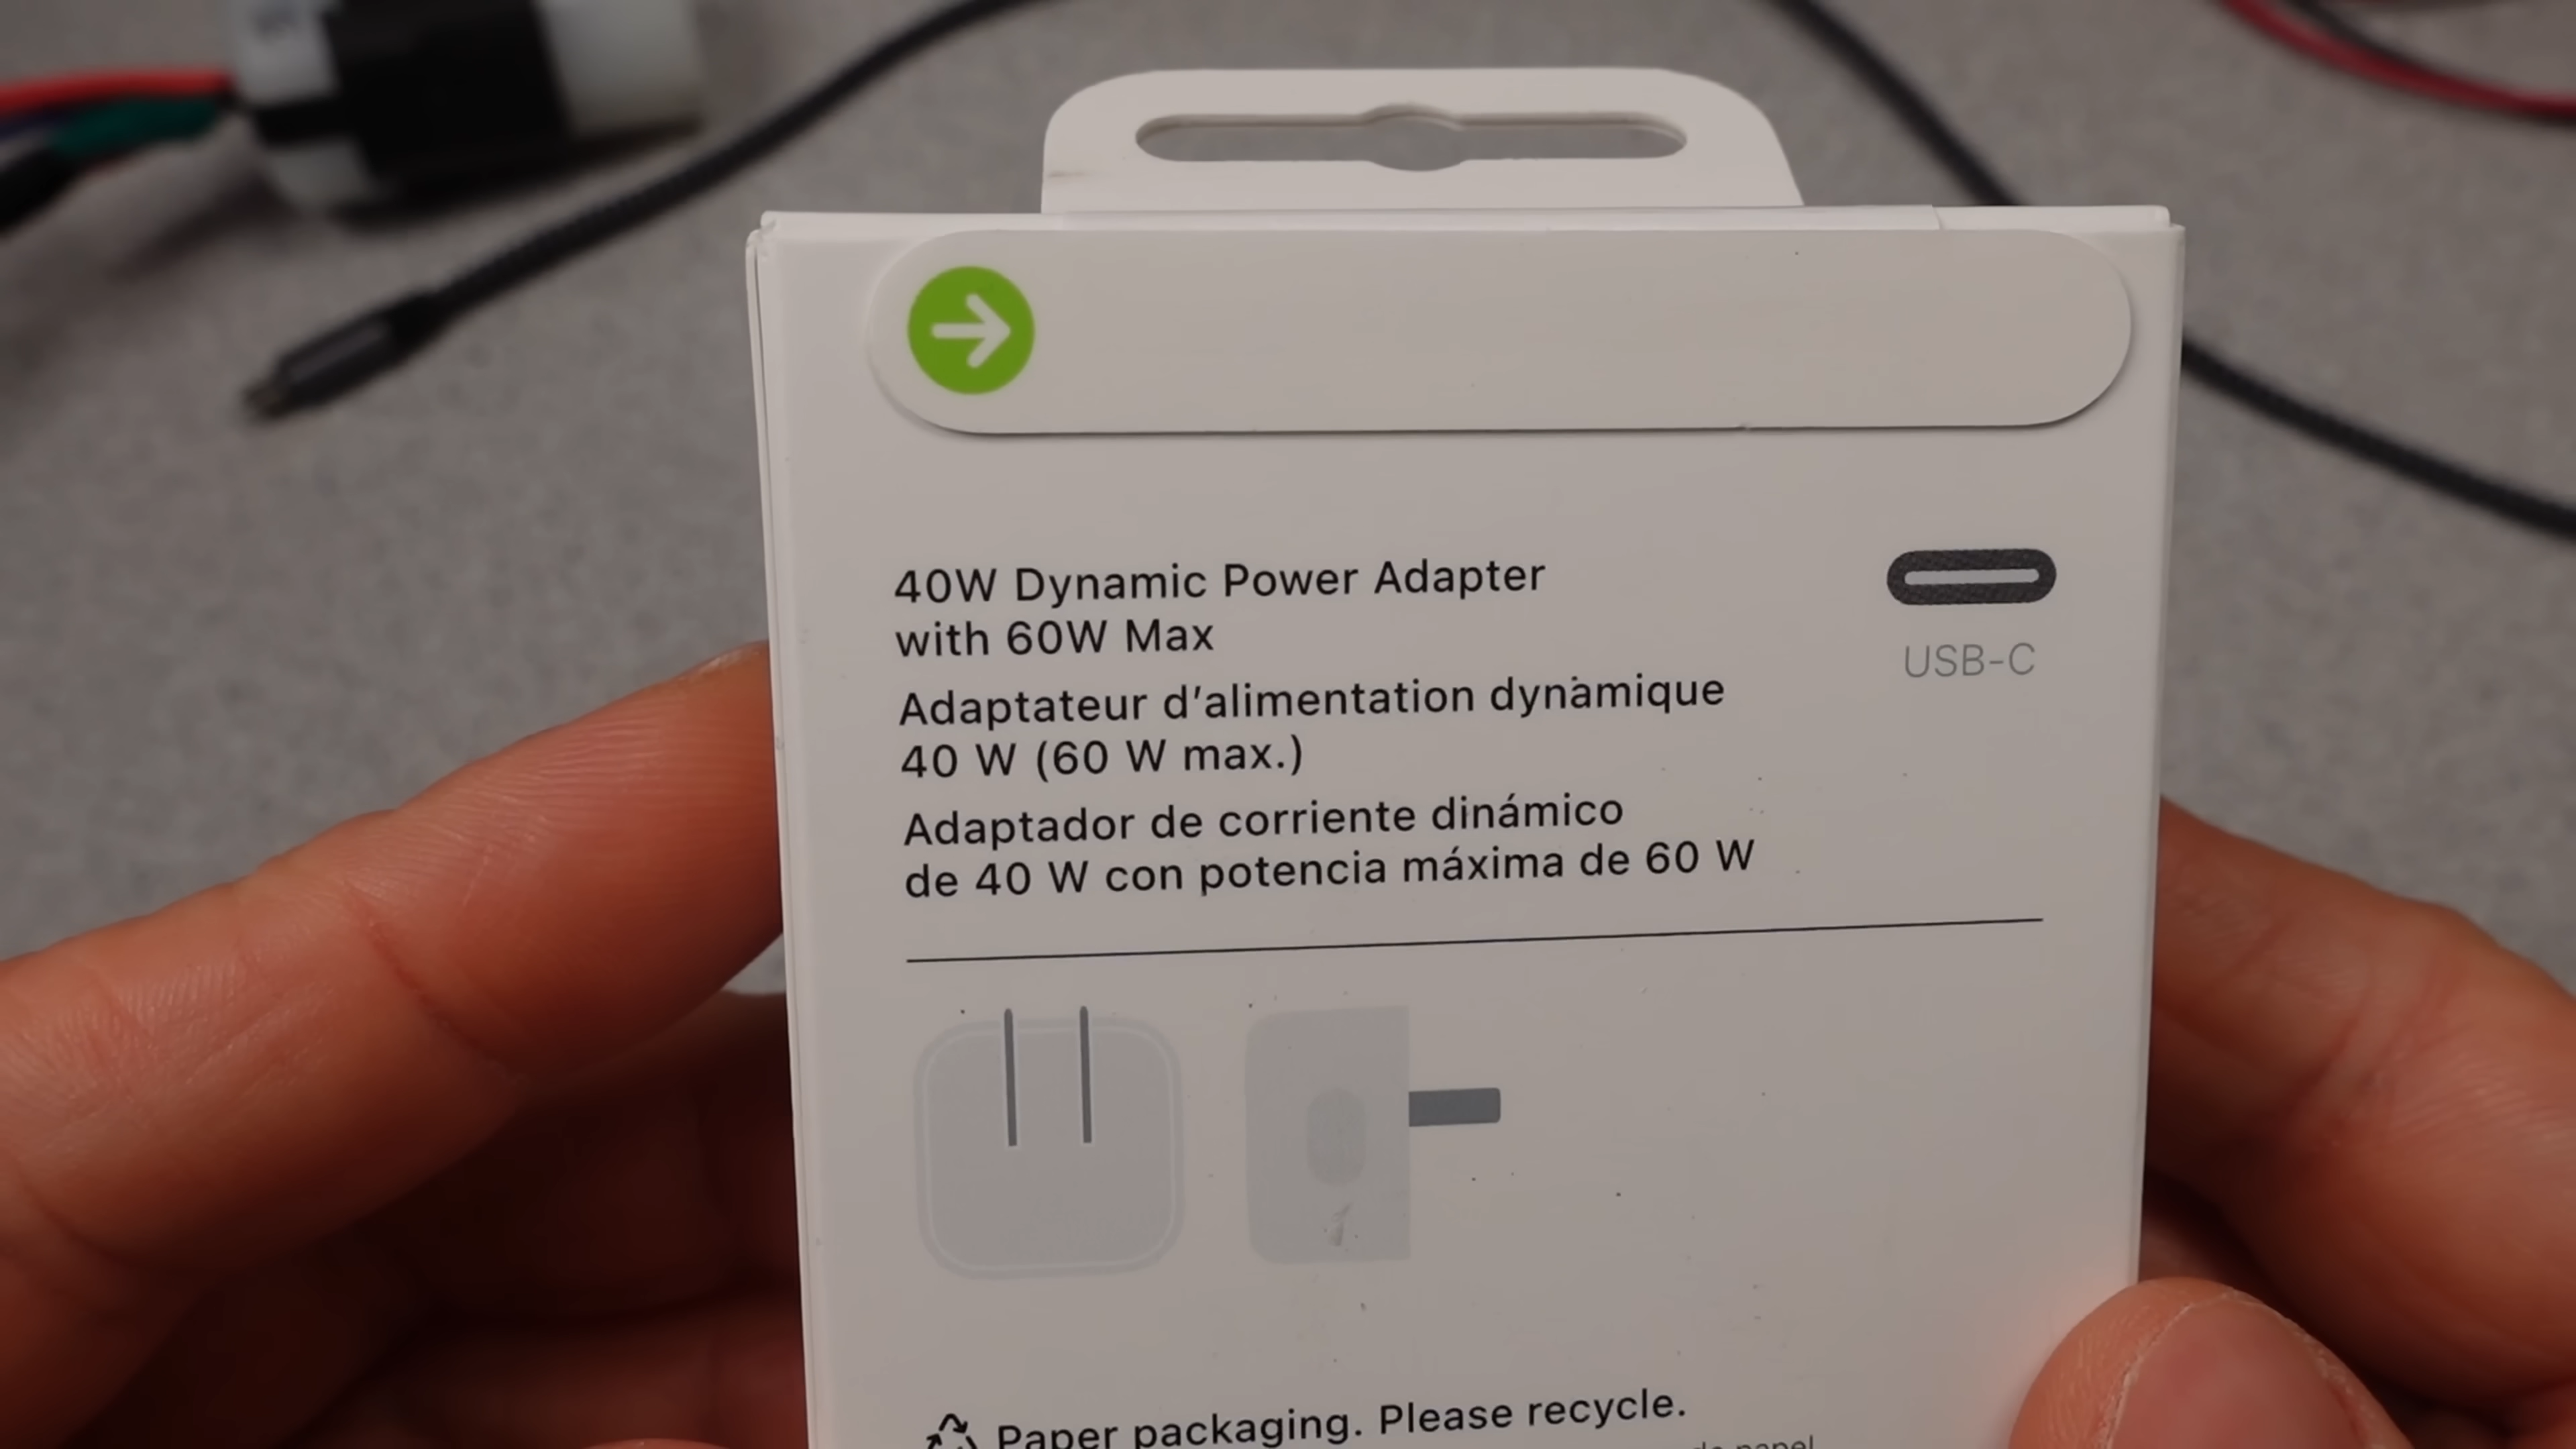 40W Dynamic Power Adapter
with 60W Max
USB-C
Adaptateur d'alimentation dynamique
40 W (60 W max.)
Adaptador de corriente dinámico
de 40 W con potencia máxima de 60 W
Paper packaging. Please recycle.
papel